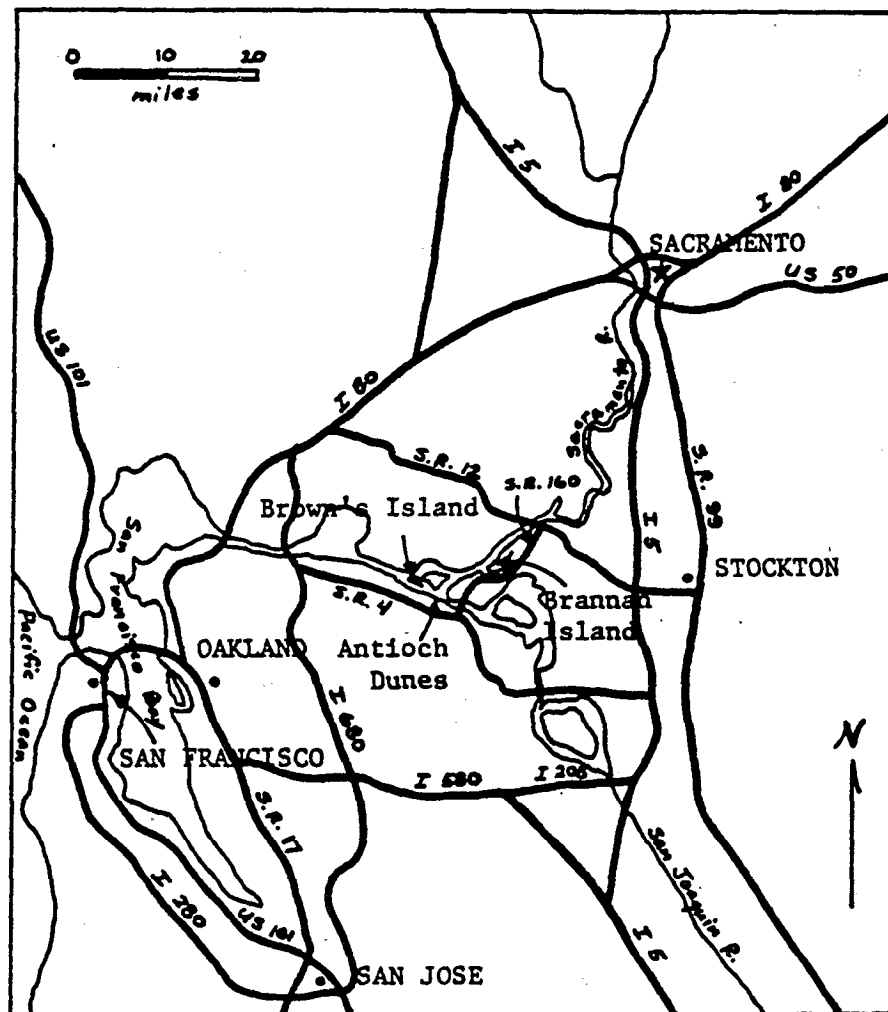 0 10 20
miles
I 5
I 80
SACRAMENTO
US 50
US 101
I 80
Sacramento R.
S.R. 12
S.R. 160
S.R. 99
Brown's Island
I 5
San Francisco Bay
STOCKTON
S.R. 4
Brannan
Island
Pacific Ocean
OAKLAND
Antioch
Dunes
I 680
N
SAN FRANCISCO
I 580
I 205
S.R. 17
San Joaquin R.
I 280
US 101
I 5
SAN JOSE